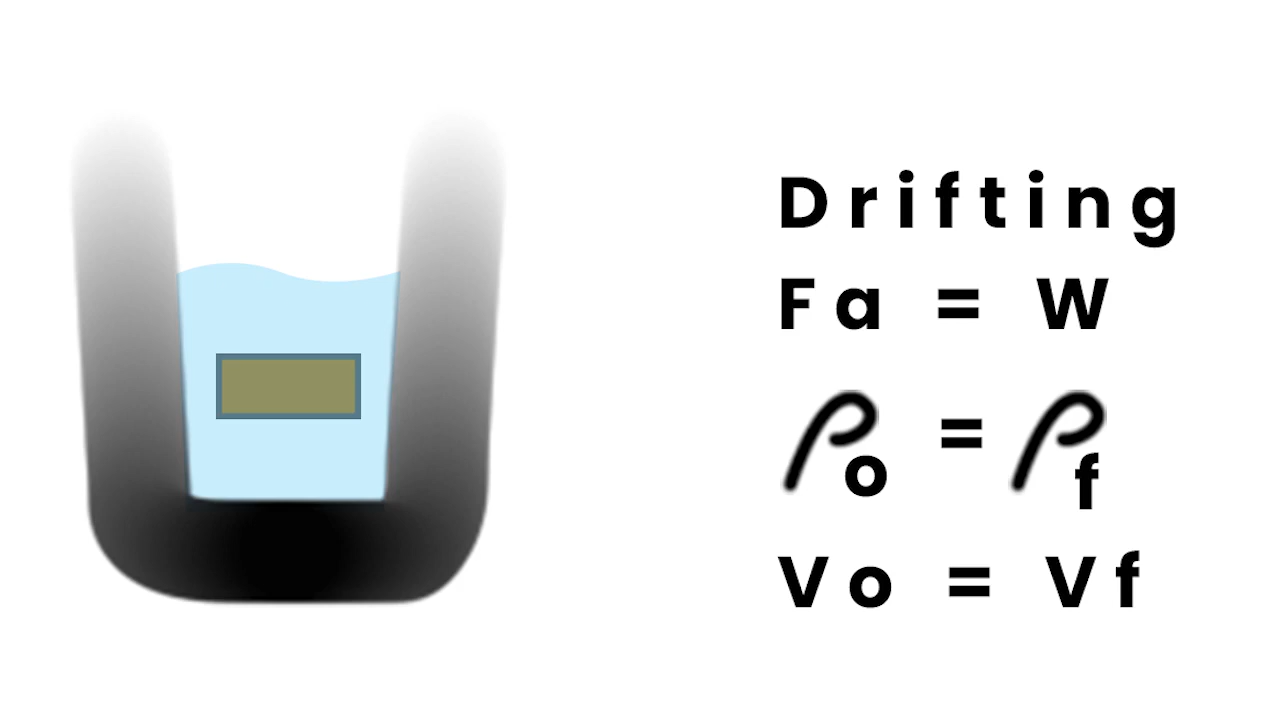 Drifting
Fa = W
ρo = ρf
Vo = Vf